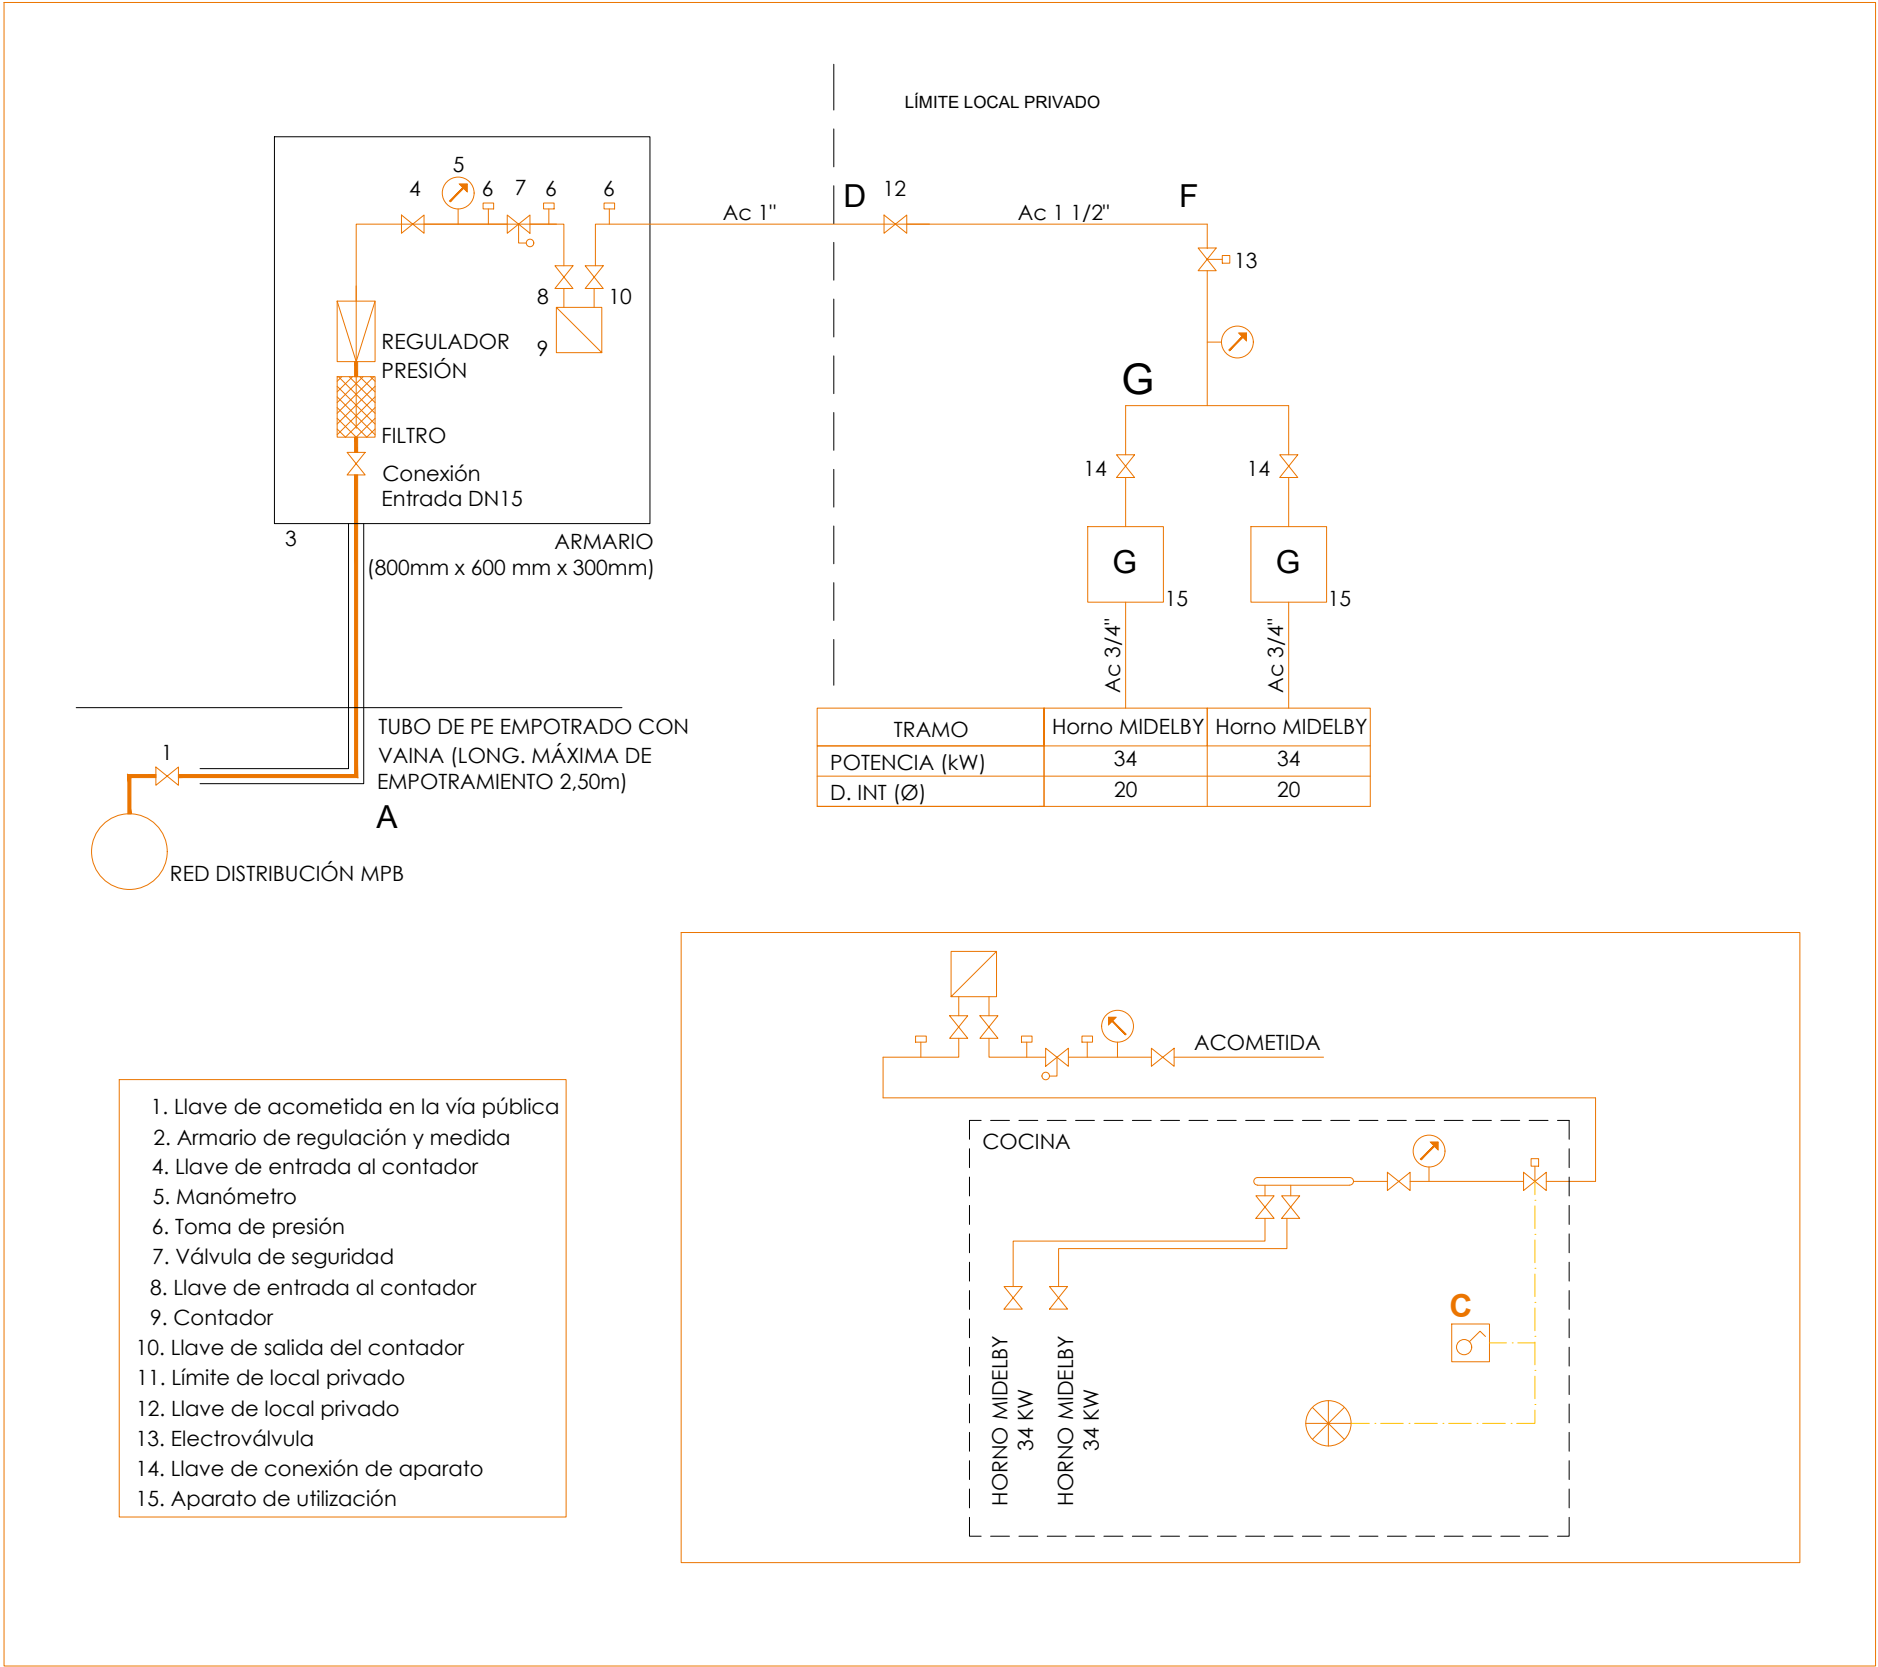 LÍMITE LOCAL PRIVADO
5
4
6
7
6
6
Ac 1"
D
12
Ac 1 1/2"
F
13
8
10
9
REGULADOR
PRESIÓN
G
FILTRO
Conexión
Entrada DN15
14
14
3
ARMARIO
(800mm x 600 mm x 300mm)
G
G
15
15
Ac 3/4"
Ac 3/4"
1
TUBO DE PE EMPOTRADO CON
VAINA (LONG. MÁXIMA DE
EMPOTRAMIENTO 2,50m)
A
RED DISTRIBUCIÓN MPB
TRAMO Horno MIDELBY Horno MIDELBY
POTENCIA (kW) 34 34
D. INT (Ø) 20 20
ACOMETIDA
COCINA
C
HORNO MIDELBY
34 KW
HORNO MIDELBY
34 KW
1. Llave de acometida en la vía pública
2. Armario de regulación y medida
4. Llave de entrada al contador
5. Manómetro
6. Toma de presión
7. Válvula de seguridad
8. Llave de entrada al contador
9. Contador
10. Llave de salida del contador
11. Límite de local privado
12. Llave de local privado
13. Electroválvula
14. Llave de conexión de aparato
15. Aparato de utilización